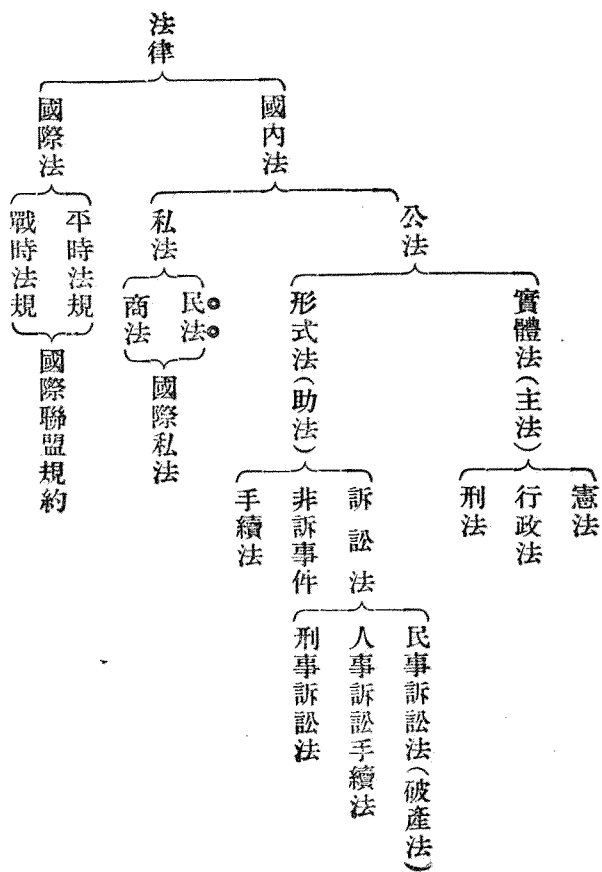 法律
國內法
公法
實體法(主法)
憲法
行政法
刑法
形式法(助法)
訴訟法
民事訴訟法(破產法)
人事訴訟手續法
刑事訴訟法
非訴事件
手續法
私法
民法
商法
國際私法
國際法
平時法規
戰時法規
國際聯盟規約